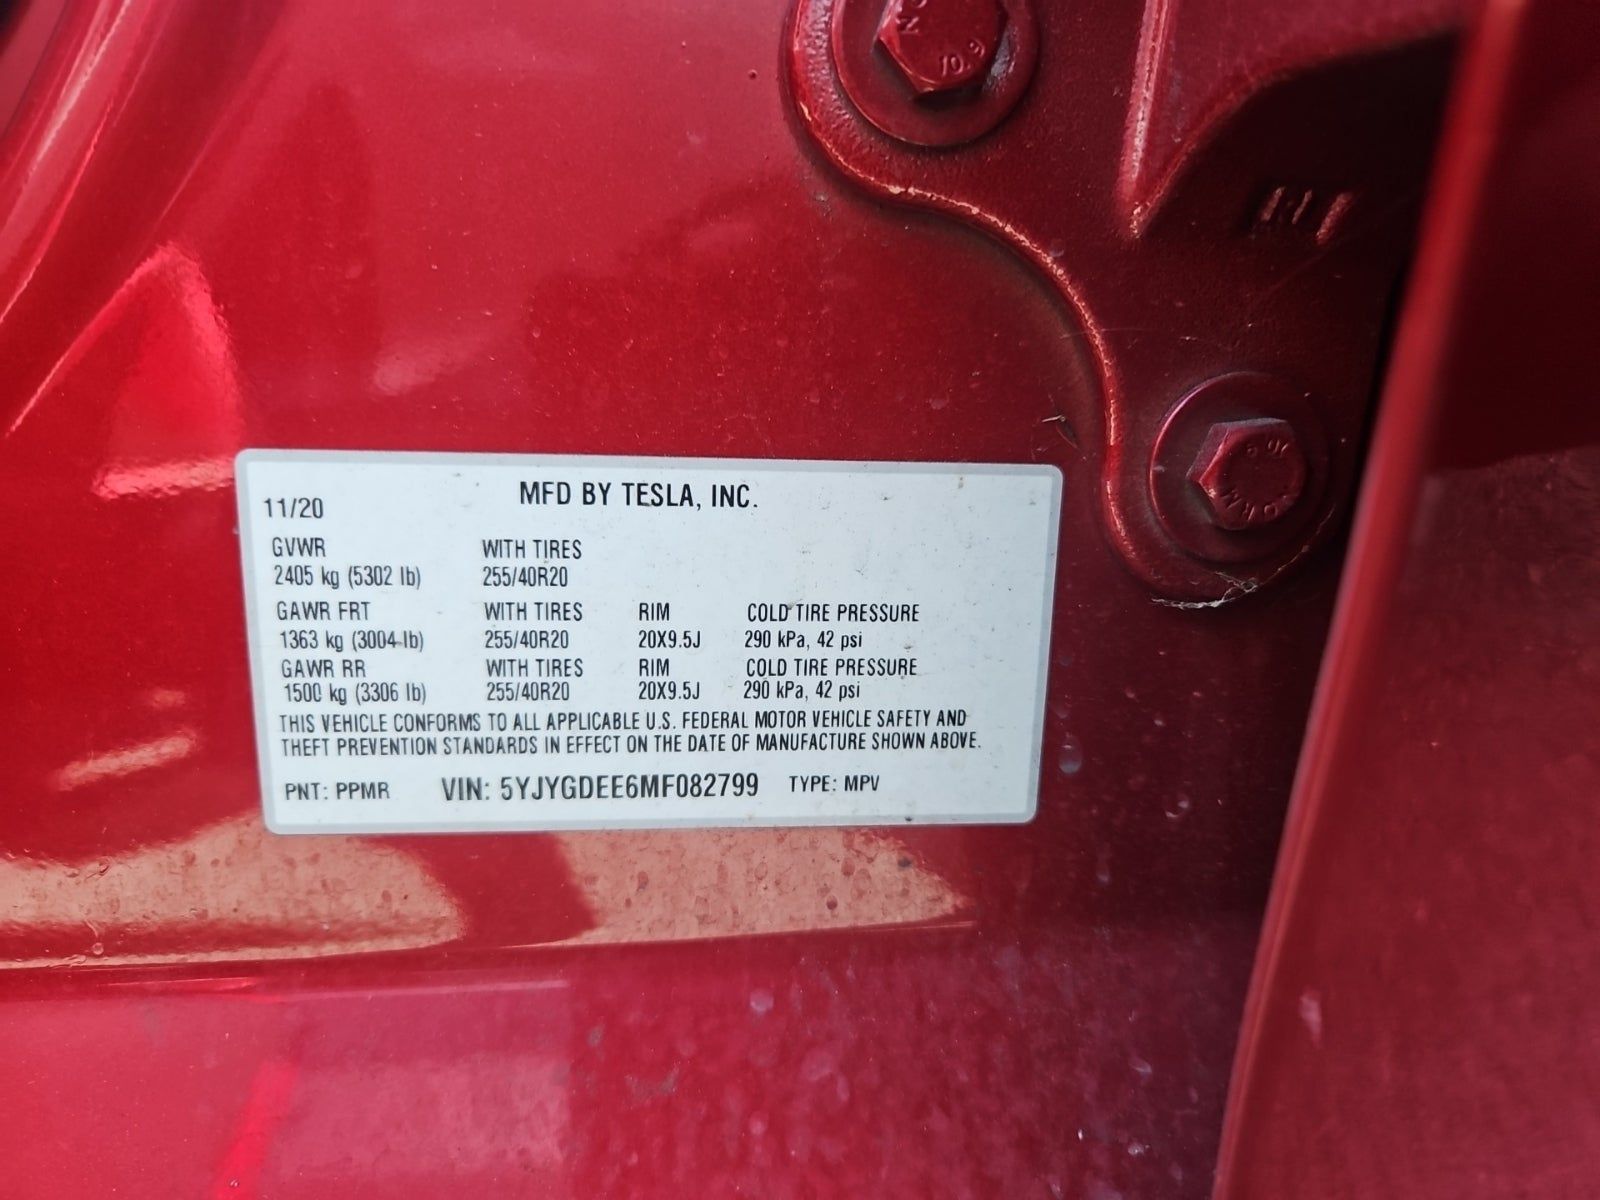 10.9
10.9
MFD BY TESLA, INC.
11/20
GVWR WITH TIRES
2405 kg (5302 lb) 255/40R20
GAWR FRT WITH TIRES RIM COLD TIRE PRESSURE
1363 kg (3004 lb) 255/40R20 20X9.5J 290 kPa, 42 psi
GAWR RR WITH TIRES RIM COLD TIRE PRESSURE
1500 kg (3306 lb) 255/40R20 20X9.5J 290 kPa, 42 psi
THIS VEHICLE CONFORMS TO ALL APPLICABLE U.S. FEDERAL MOTOR VEHICLE SAFETY AND
THEFT PREVENTION STANDARDS IN EFFECT ON THE DATE OF MANUFACTURE SHOWN ABOVE.
PNT: PPMR VIN: 5YJYGDEE6MF082799 TYPE: MPV